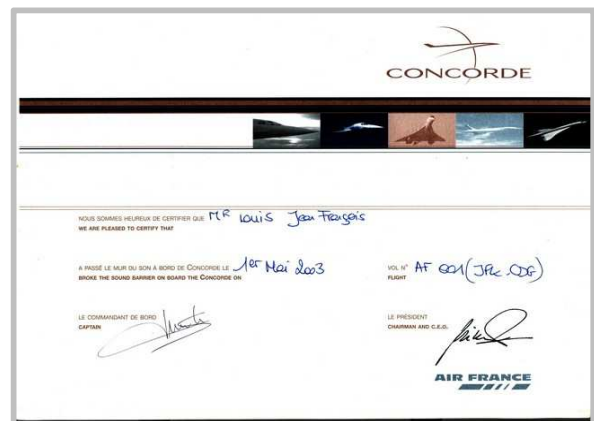 CONCORDE
NOUS SOMMES HEUREUX DE CERTIFIER QUE MR Louis Jean François
WE ARE PLEASED TO CERTIFY THAT
A PASSÉ LE MUR DU SON À BORD DE CONCORDE LE 1er Mai 2003
BROKE THE SOUND BARRIER ON BOARD THE CONCORDE ON
VOL N° AF 001 (JFK-CDG)
FLIGHT
LE COMMANDANT DE BORD
CAPTAIN
LE PRÉSIDENT
CHAIRMAN AND C.E.O.
AIR FRANCE